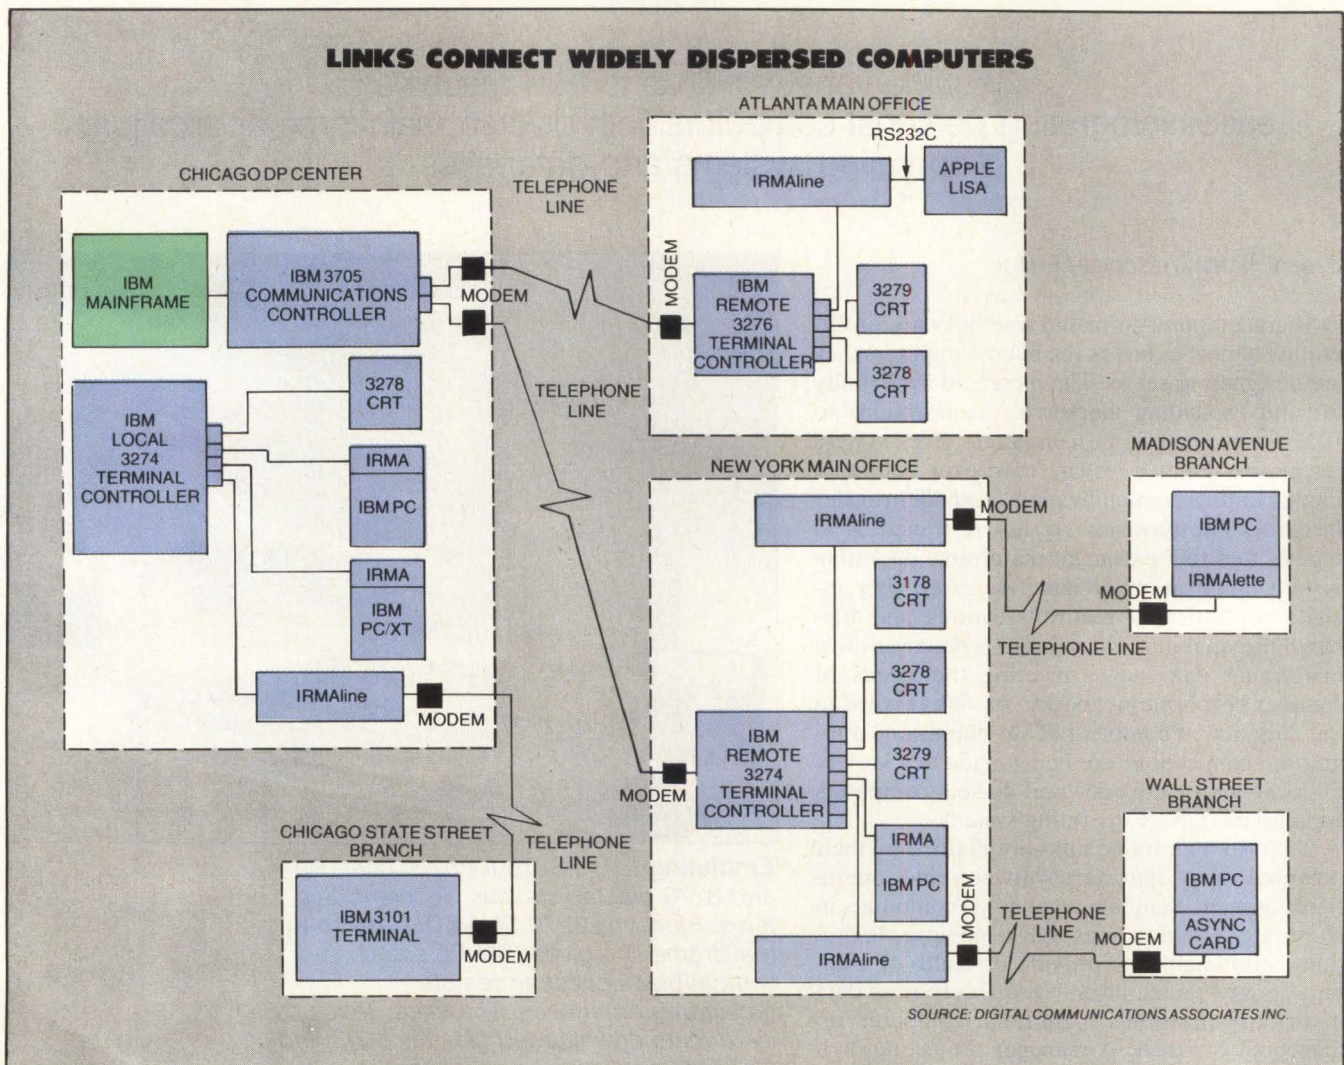 LINKS CONNECT WIDELY DISPERSED COMPUTERS
CHICAGO DP CENTER
IBM
MAINFRAME
IBM 3705
COMMUNICATIONS
CONTROLLER
MODEM
IBM
LOCAL
3274
TERMINAL
CONTROLLER
3278
CRT
IRMA
IBM PC
IRMA
IBM
PC/XT
IRMAline
MODEM
TELEPHONE
LINE
TELEPHONE
LINE
ATLANTA MAIN OFFICE
RS232C
IRMAline
APPLE
LISA
MODEM
IBM
REMOTE
3276
TERMINAL
CONTROLLER
3279
CRT
3278
CRT
NEW YORK MAIN OFFICE
IRMAline
MODEM
3178
CRT
3278
CRT
3279
CRT
MODEM
IBM
REMOTE
3274
TERMINAL
CONTROLLER
IRMA
IBM PC
IRMAline
MODEM
TELEPHONE LINE
MADISON AVENUE
BRANCH
IBM PC
IRMAlette
MODEM
WALL STREET
BRANCH
IBM PC
ASYNC
CARD
MODEM
TELEPHONE
LINE
CHICAGO STATE STREET
BRANCH
IBM 3101
TERMINAL
MODEM
TELEPHONE
LINE
SOURCE: DIGITAL COMMUNICATIONS ASSOCIATES INC.